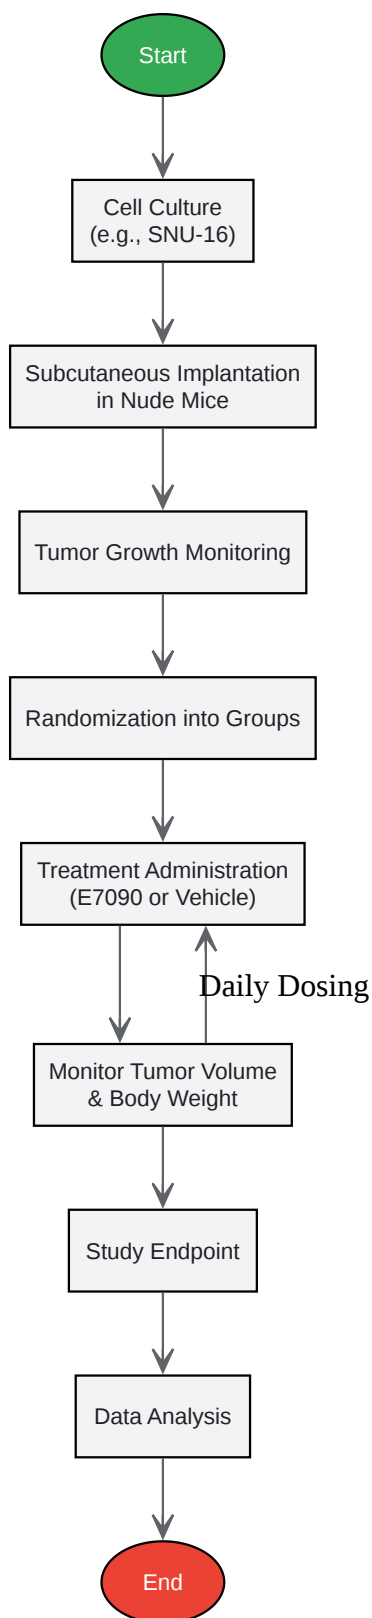 Start
Cell Culture
(e.g., SNU-16)
Subcutaneous Implantation
in Nude Mice
Tumor Growth Monitoring
Randomization into Groups
Treatment Administration
(E7090 or Vehicle)
Daily Dosing
Monitor Tumor Volume
& Body Weight
Study Endpoint
Data Analysis
End